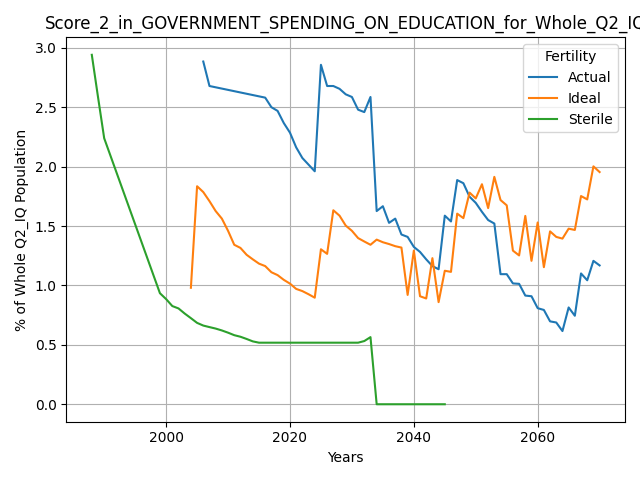 Score_2_in_GOVERNMENT_SPENDING_ON_EDUCATION_for_Whole_Q2_IQ
3.0
2.5
2.0
1.5
1.0
0.5
0.0
% of Whole Q2_IQ Population
Fertility
Actual
Ideal
Sterile
2000
2020
2040
2060
Years